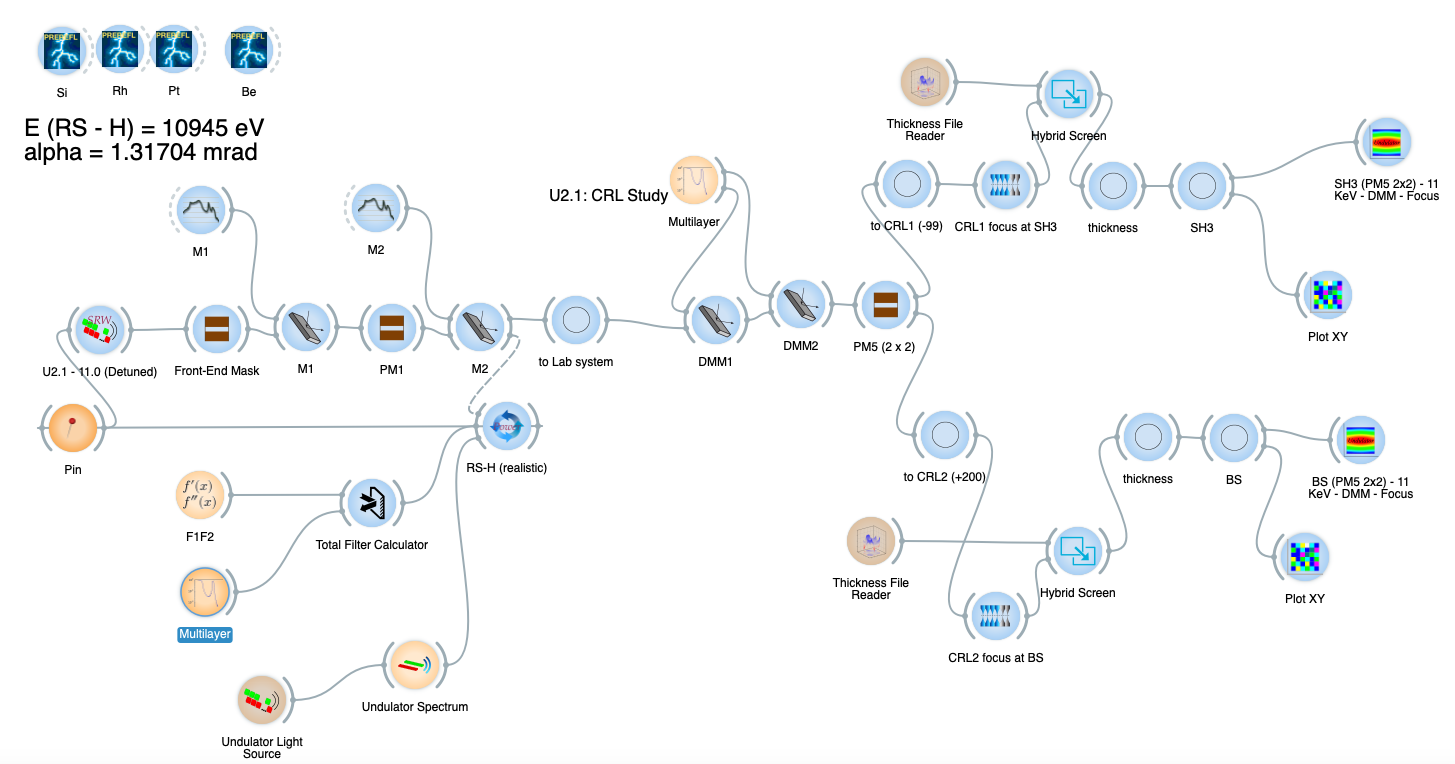 PREREFL
PREREFL
PREREFL
PREREFL
Si
Rh
Pt
Be
E (RS - H) = 10945 eV
alpha = 1.31704 mrad
Thickness File
Reader
Hybrid Screen
SH3 (PM5 2x2) - 11
KeV - DMM - Focus
U2.1: CRL Study
Multilayer
to CRL1 (-99)
CRL1 focus at SH3
thickness
SH3
M1
M2
Plot XY
SRW
U2.1 - 11.0 (Detuned)
Front-End Mask
M1
PM1
M2
to Lab system
DMM1
DMM2
PM5 (2 x 2)
Pin
RS-H (realistic)
to CRL2 (+200)
thickness
BS
BS (PM5 2x2) - 11
KeV - DMM - Focus
f′(x)
f″(x)
F1F2
Total Filter Calculator
Thickness File
Reader
Hybrid Screen
Plot XY
Multilayer
CRL2 focus at BS
Undulator Spectrum
Undulator Light
Source